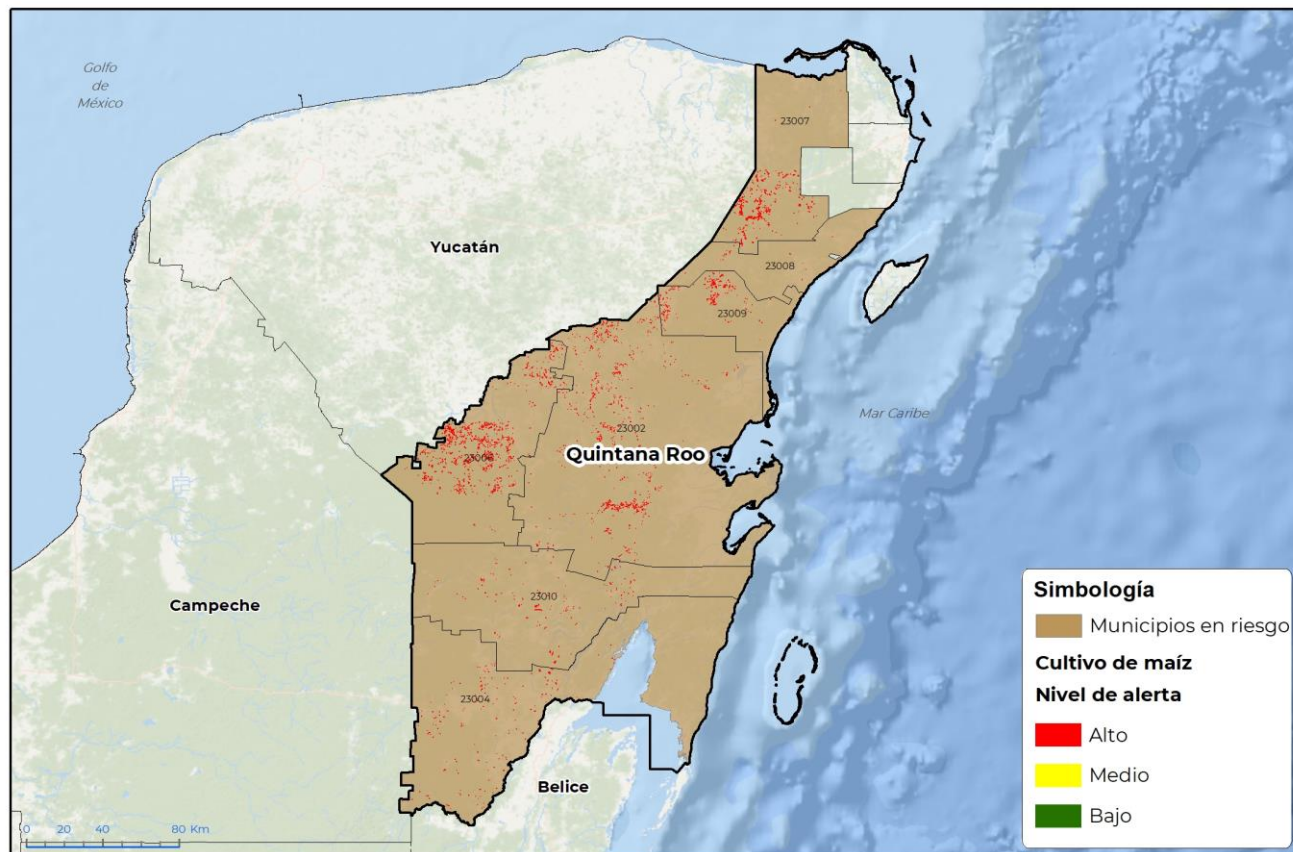 Golfo
de
México
23007
Yucatán
23008
23009
Mar Caribe
23002
Quintana Roo
23006
Campeche
23010
23004
Belice
0 20 40 80 Km
Simbología
Municipios en riesgo
Cultivo de maíz
Nivel de alerta
Alto
Medio
Bajo